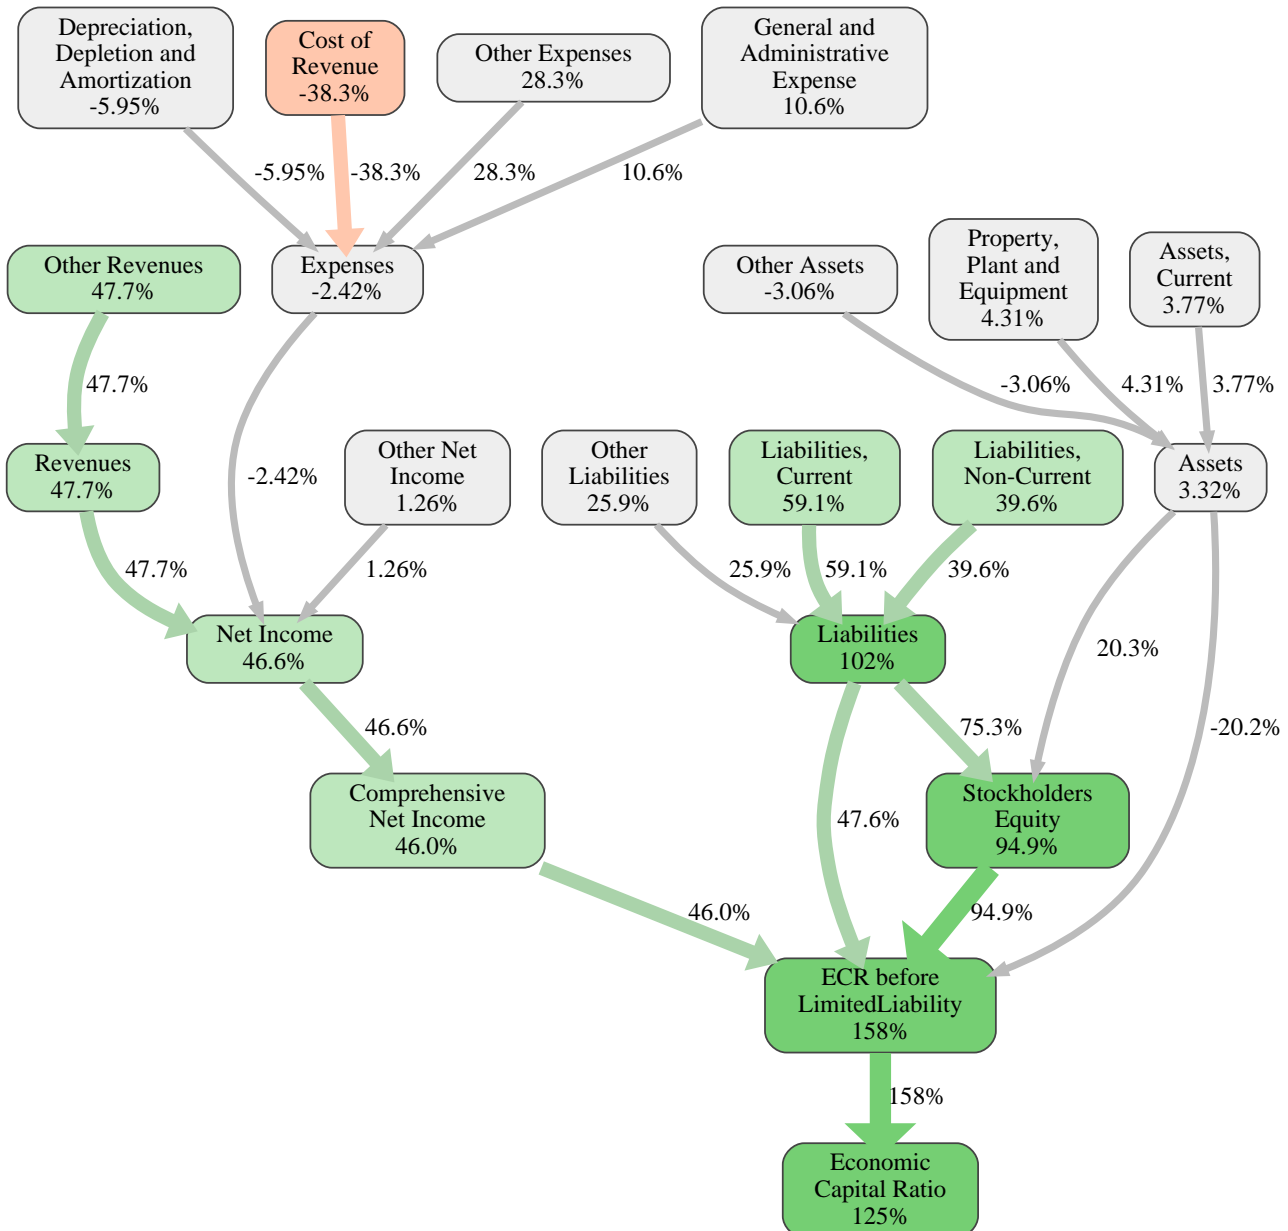 Depreciation,
Depletion and
Amortization
-5.95%
Cost of
Revenue
-38.3%
Other Expenses
28.3%
General and
Administrative
Expense
10.6%
-5.95%
-38.3%
28.3%
10.6%
Other Revenues
47.7%
Expenses
-2.42%
Other Assets
-3.06%
Property,
Plant and
Equipment
4.31%
Assets,
Current
3.77%
47.7%
-3.06%
4.31%
3.77%
Revenues
47.7%
-2.42%
Other Net
Income
1.26%
Other
Liabilities
25.9%
Liabilities,
Current
59.1%
Liabilities,
Non-Current
39.6%
Assets
3.32%
47.7%
1.26%
25.9%
59.1%
39.6%
Net Income
46.6%
Liabilities
102%
20.3%
46.6%
75.3%
-20.2%
Comprehensive
Net Income
46.0%
47.6%
Stockholders
Equity
94.9%
46.0%
94.9%
ECR before
LimitedLiability
158%
158%
Economic
Capital Ratio
125%